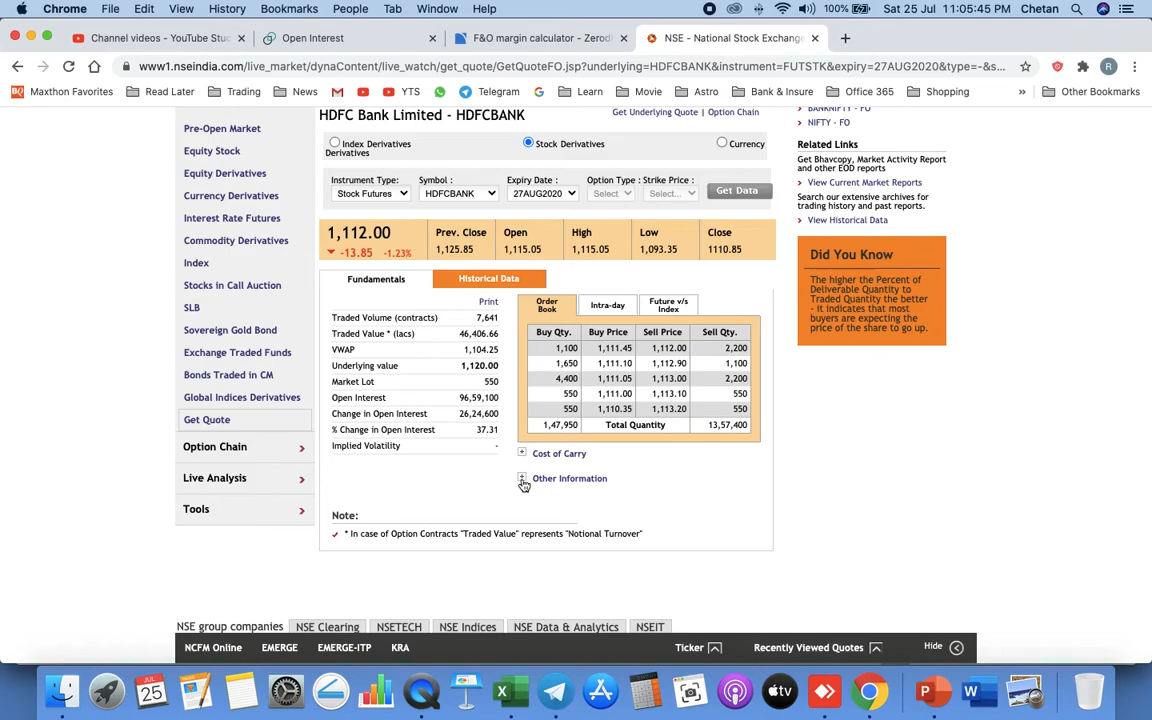 Chrome File Edit View History Bookmarks People Tab Window Help 100% Sat 25 Jul 11:05:45 PM Chetan
Channel videos - YouTube Stud
Open Interest
F&O margin calculator - Zerodh
NSE - National Stock Exchange
www1.nseindia.com/live_market/dynaContent/live_watch/get_quote/GetQuoteFO.jsp?underlying=HDFCBANK&instrument=FUTSTK&expiry=27AUG2020&type=-&s...
R
Maxthon Favorites Read Later Trading News YTS Telegram Learn Movie Astro Bank & Insure Office 365 Shopping » Other Bookmarks
HDFC Bank Limited - HDFCBANK
Get Underlying Quote | Option Chain
Index Derivatives Stock Derivatives Currency
Derivatives
Instrument Type: Symbol : Expiry Date : Option Type : Strike Price :
Stock Futures HDFCBANK 27AUG2020 Select. Select... Get Data
1,112.00 Prev. Close Open High Low Close
-13.85 -1.23% 1,125.85 1,115.05 1,115.05 1,093.35 1110.85
Fundamentals Historical Data
Print
Traded Volume (contracts) 7,641
Traded Value * (lacs) 46,406.66
VWAP 1,104.25
Underlying value 1,120.00
Market Lot 550
Open Interest 96,59,100
Change in Open Interest 26,24,600
% Change in Open Interest 37.31
Implied Volatility -
Order Book
Intra-day
Future v/s Index
Buy Qty. Buy Price Sell Price Sell Qty.
1,100 1,111.45 1,112.00 2,200
1,650 1,111.10 1,112.90 1,100
4,400 1,111.05 1,113.00 2,200
550 1,111.00 1,113.10 550
550 1,110.35 1,113.20 550
1,47,950 Total Quantity 13,57,400
Cost of Carry
Other Information
Note:
* In case of Option Contracts "Traded Value" represents "Notional Turnover"
Pre-Open Market
Equity Stock
Equity Derivatives
Currency Derivatives
Interest Rate Futures
Commodity Derivatives
Index
Stocks in Call Auction
SLB
Sovereign Gold Bond
Exchange Traded Funds
Bonds Traded in CM
Global Indices Derivatives
Get Quote
Option Chain
Live Analysis
Tools
BANKNIFTY - FO
NIFTY - FO
Related Links
Get Bhavcopy, Market Activity Report
and other EOD reports
View Current Market Reports
Search our extensive archives for
trading history and past reports.
View Historical Data
Did You Know
The higher the Percent of
Deliverable Quantity to
Traded Quantity the better
- it indicates that most
buyers are expecting the
price of the share to go up.
NSE group companies NSE Clearing NSETECH NSE Indices NSE Data & Analytics NSEIT
NCFM Online EMERGE EMERGE-ITP KRA Ticker Recently Viewed Quotes Hide
JUL
25
tv